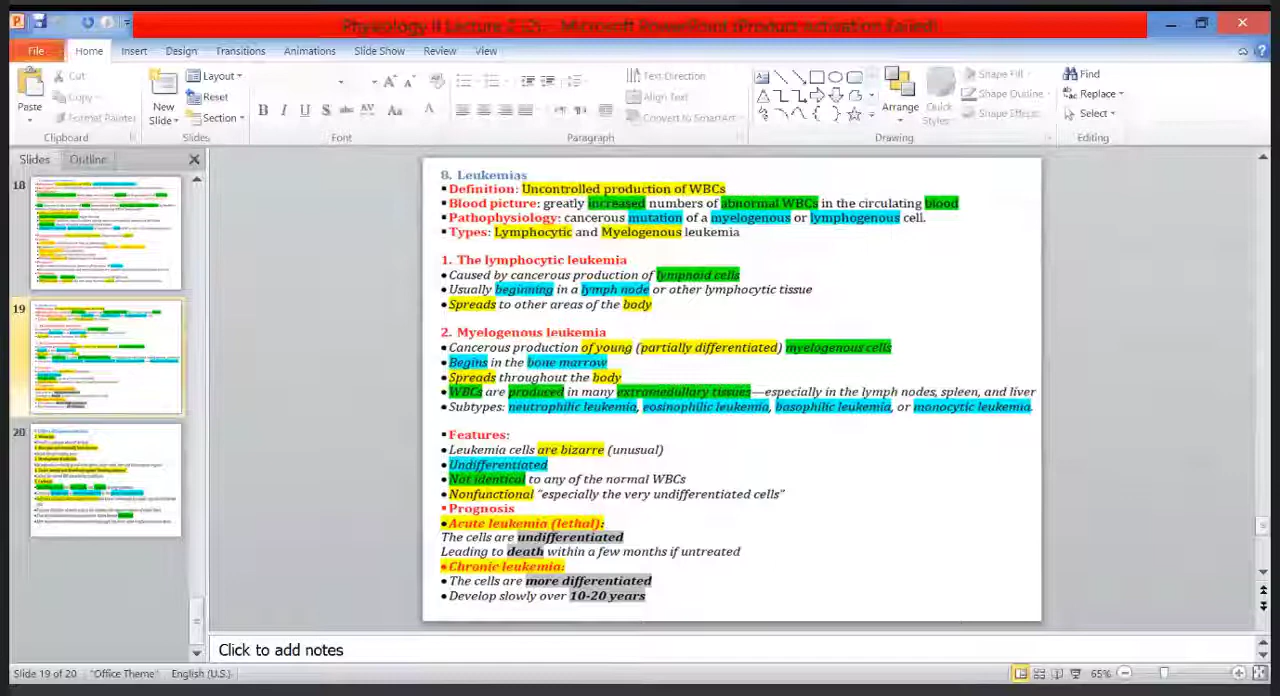 Physiology II Lecture 2 (2) - Microsoft PowerPoint (Product Activation Failed)
File Home Insert Design Transitions Animations Slide Show Review View
Cut
Copy
Format Painter
Paste
Clipboard
New Slide
Layout
Reset
Section
Slides
B I U S abc AV Aa A
Font
Text Direction
Align Text
Convert to SmartArt
Paragraph
Arrange
Quick Styles
Shape Fill
Shape Outline
Shape Effects
Drawing
Find
Replace
Select
Editing
Slides Outline
18
19
20
8. Leukemias
▪Definition: Uncontrolled production of WBCs
▪Blood picture: greatly increased numbers of abnormal WBCs in the circulating blood
▪Pathophysiology: cancerous mutation of a myelogenous or lymphogenous cell.
▪Types: Lymphocytic and Myelogenous leukemia
1. The lymphocytic leukemia
●Caused by cancerous production of lymphoid cells
●Usually beginning in a lymph node or other lymphocytic tissue
●Spreads to other areas of the body
2. Myelogenous leukemia
●Cancerous production of young (partially differentiated) myelogenous cells
●Begins in the bone marrow
●Spreads throughout the body
●WBCs are produced in many extramedullary tissues—especially in the lymph nodes, spleen, and liver
●Subtypes: neutrophilic leukemia, eosinophilic leukemia, basophilic leukemia, or monocytic leukemia.
▪Features:
●Leukemia cells are bizarre (unusual)
●Undifferentiated
●Not identical to any of the normal WBCs
●Nonfunctional "especially the very undifferentiated cells"
▪Prognosis
●Acute leukemia (lethal):
The cells are undifferentiated
Leading to death within a few months if untreated
●Chronic leukemia:
●The cells are more differentiated
●Develop slowly over 10-20 years
Click to add notes
Slide 19 of 20 "Office Theme" English (U.S.) 65%